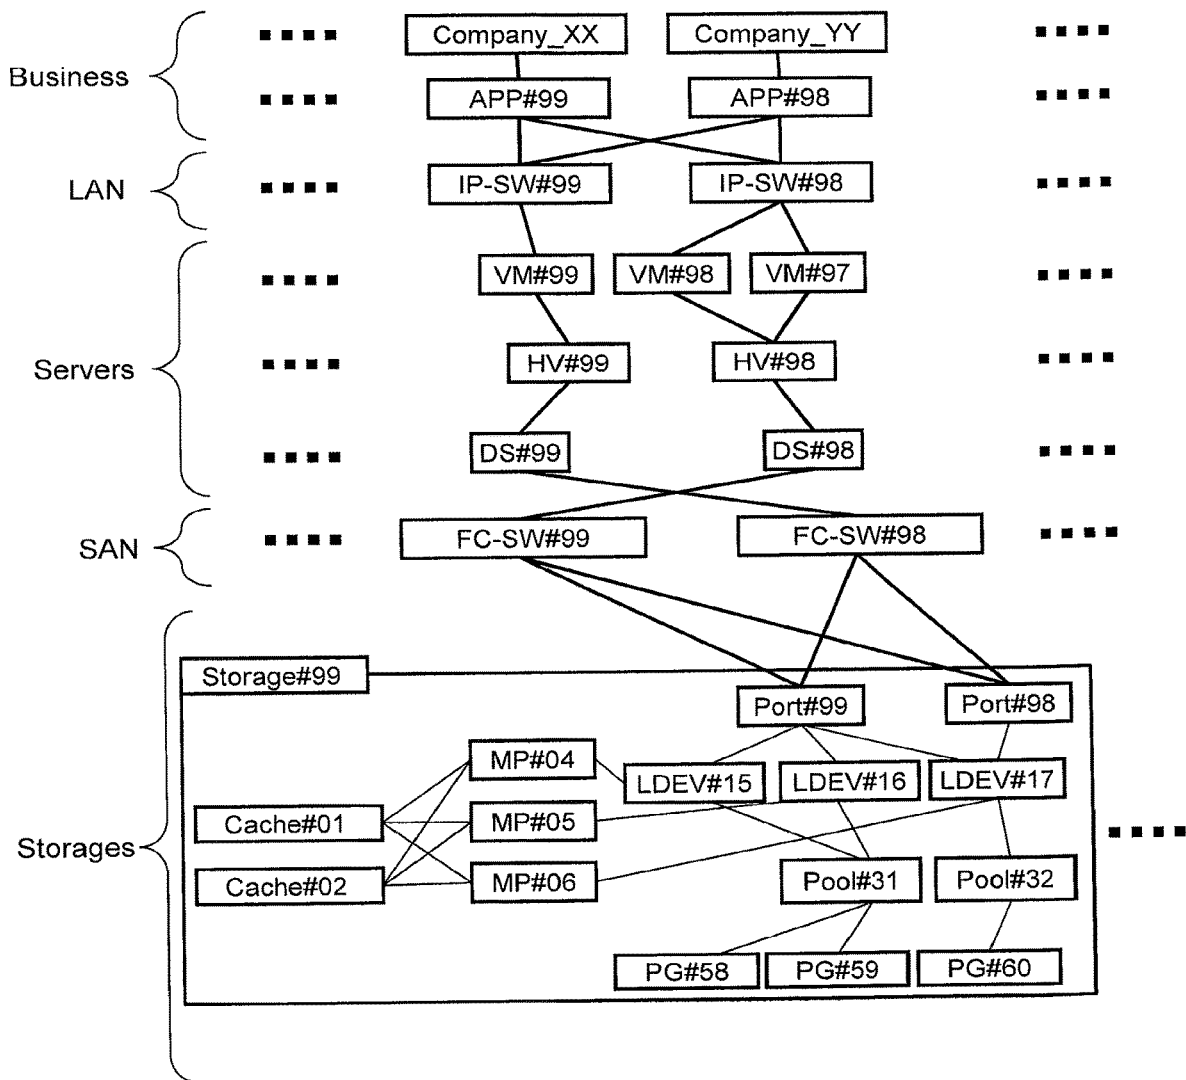 Company_XX Company_YY
Business
APP#99 APP#98
LAN
IP-SW#99 IP-SW#98
VM#99 VM#98 VM#97
Servers
HV#99 HV#98
DS#99 DS#98
SAN
FC-SW#99 FC-SW#98
Storages
Storage#99
Port#99 Port#98
MP#04 LDEV#15 LDEV#16 LDEV#17
Cache#01 MP#05
Cache#02 MP#06 Pool#31 Pool#32
PG#58 PG#59 PG#60